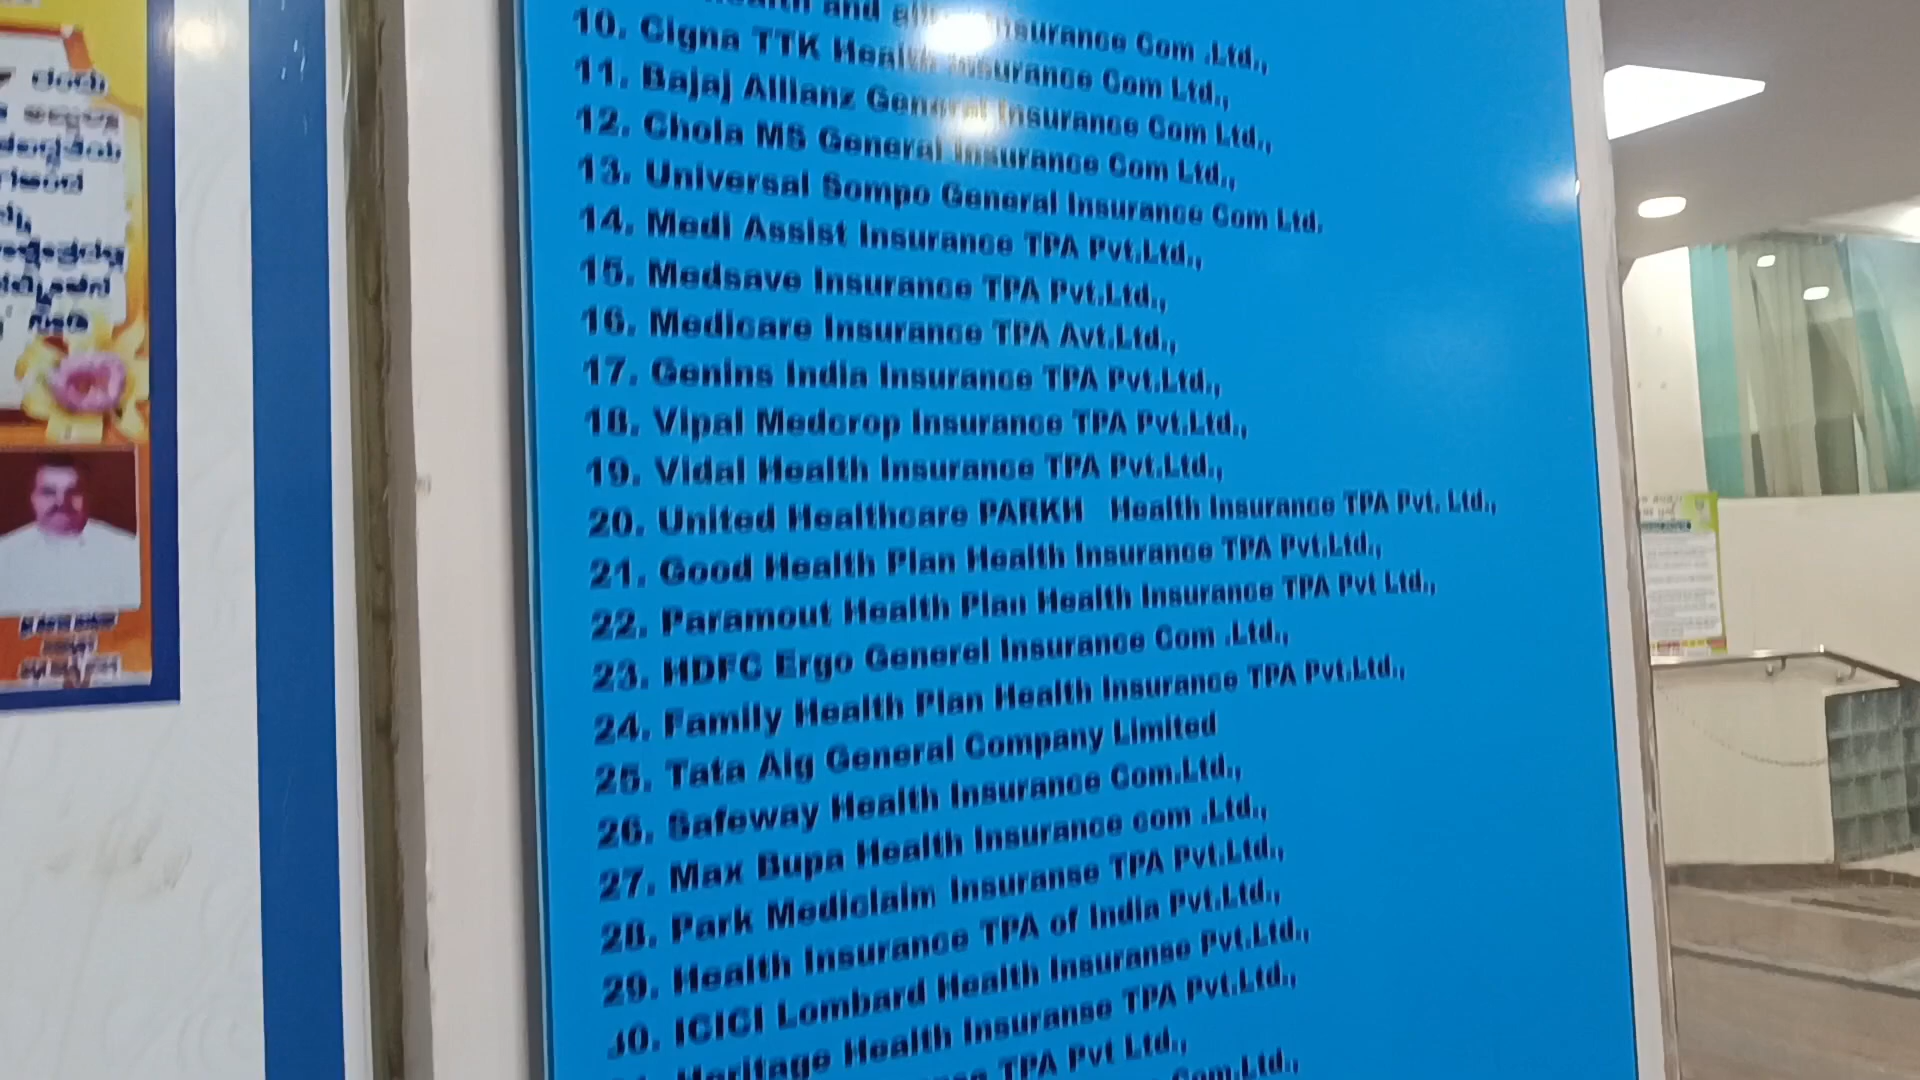 and Insurance Com .Ltd.,
10. Cigna TTK Health Insurance Com Ltd.,
11. Bajaj Allianz General Insurance Com Ltd.,
12. Chola MS General Insurance Com Ltd.,
13. Universal Sompo General Insurance Com Ltd.
14. Medi Assist Insurance TPA Pvt.Ltd.,
15. Medsave Insurance TPA Pvt.Ltd.,
16. Medicare Insurance TPA Avt.Ltd.,
17. Genins India Insurance TPA Pvt.Ltd.,
18. Vipal Medcrop Insurance TPA Pvt.Ltd.,
19. Vidal Health Insurance TPA Pvt.Ltd.,
20. United Healthcare PARKH Health Insurance TPA Pvt. Ltd.,
21. Good Health Plan Health Insurance TPA Pvt.Ltd.,
22. Paramout Health Plan Health Insurance TPA Pvt Ltd.,
23. HDFC Ergo Generel Insurance Com .Ltd.,
24. Family Health Plan Health Insurance TPA Pvt.Ltd.,
25. Tata Aig General Company Limited
26. Safeway Health Insurance Com.Ltd.,
27. Max Bupa Health Insurance com .Ltd.,
28. Park Mediclaim Insuranse TPA Pvt.Ltd.,
29. Health Insurance TPA of India Pvt.Ltd.,
30. ICICI Lombard Health Insuranse Pvt.Ltd.,
Heritage Health Insuranse TPA Pvt.Ltd.,
TPA Pvt Ltd.,
Com.Ltd.,